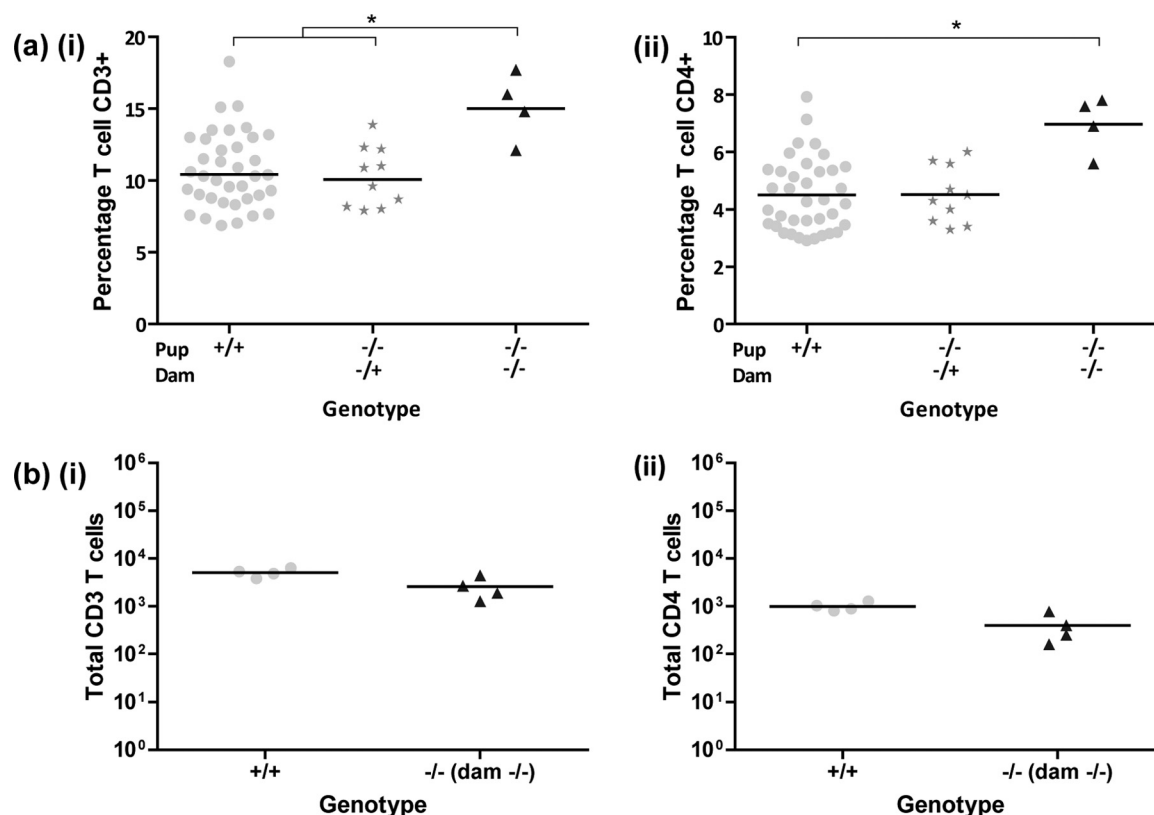 (a) (i)
*
Percentage T cell CD3+
20
15
10
5
0
Pup +/+ -/- -/-
Dam -/+ -/-
Genotype
(ii)
*
Percentage T cell CD4+
10
8
6
4
2
0
Pup +/+ -/- -/-
Dam -/+ -/-
Genotype
(b) (i)
Total CD3 T cells
10⁶
10⁵
10⁴
10³
10²
10¹
10⁰
+/+ -/- (dam -/-)
Genotype
(ii)
Total CD4 T cells
10⁶
10⁵
10⁴
10³
10²
10¹
10⁰
+/+ -/- (dam -/-)
Genotype